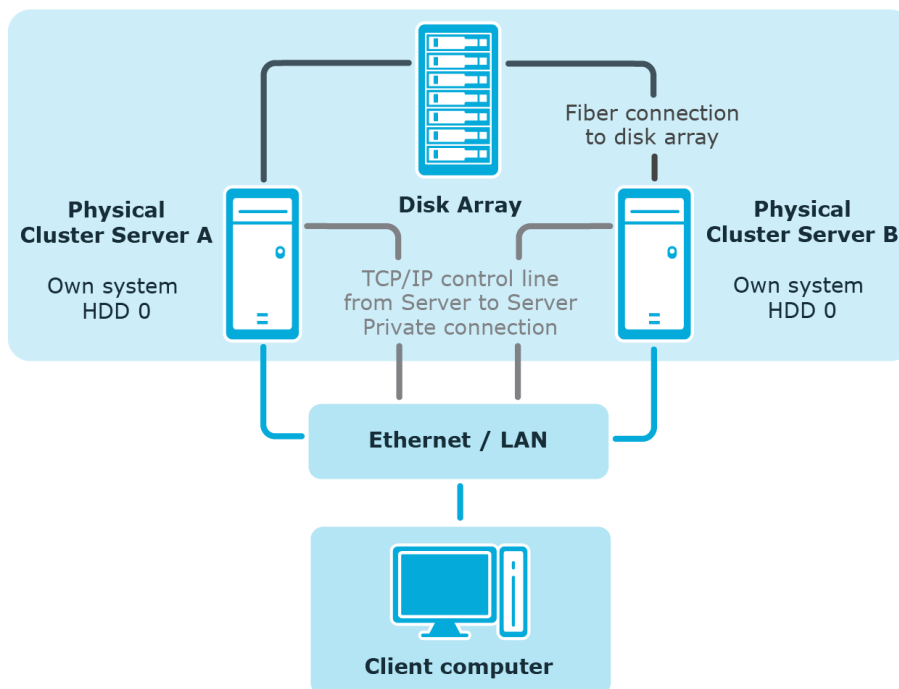 Fiber connection
to disk array
Disk Array
Physical
Cluster Server A
Own system
HDD 0
Physical
Cluster Server B
Own system
HDD 0
TCP/IP control line
from Server to Server
Private connection
Ethernet / LAN
Client computer